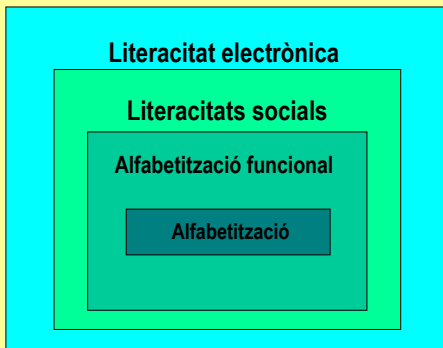 Literacitat electrònica
Literacitats socials
Alfabetització funcional
Alfabetització